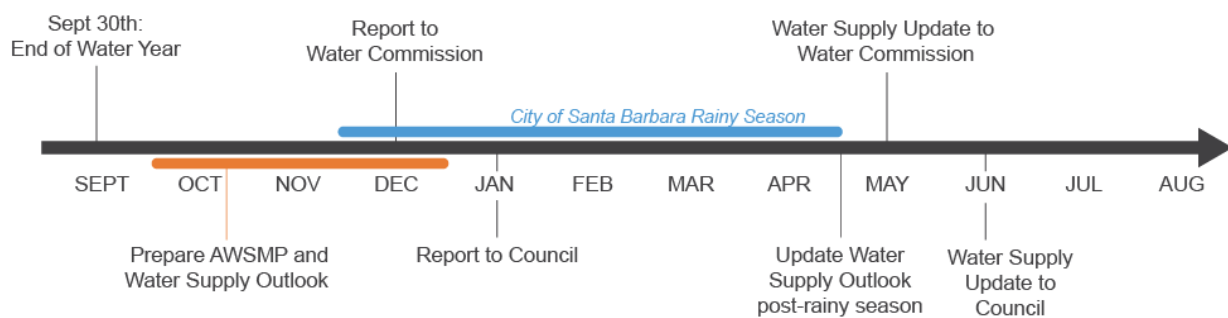 Sept 30th:
End of Water Year
Report to
Water Commission
Water Supply Update to
Water Commission
City of Santa Barbara Rainy Season
SEPT OCT NOV DEC JAN FEB MAR APR MAY JUN JUL AUG
Prepare AWSMP and
Water Supply Outlook
Report to Council
Update Water
Supply Outlook
post-rainy season
Water Supply
Update to
Council